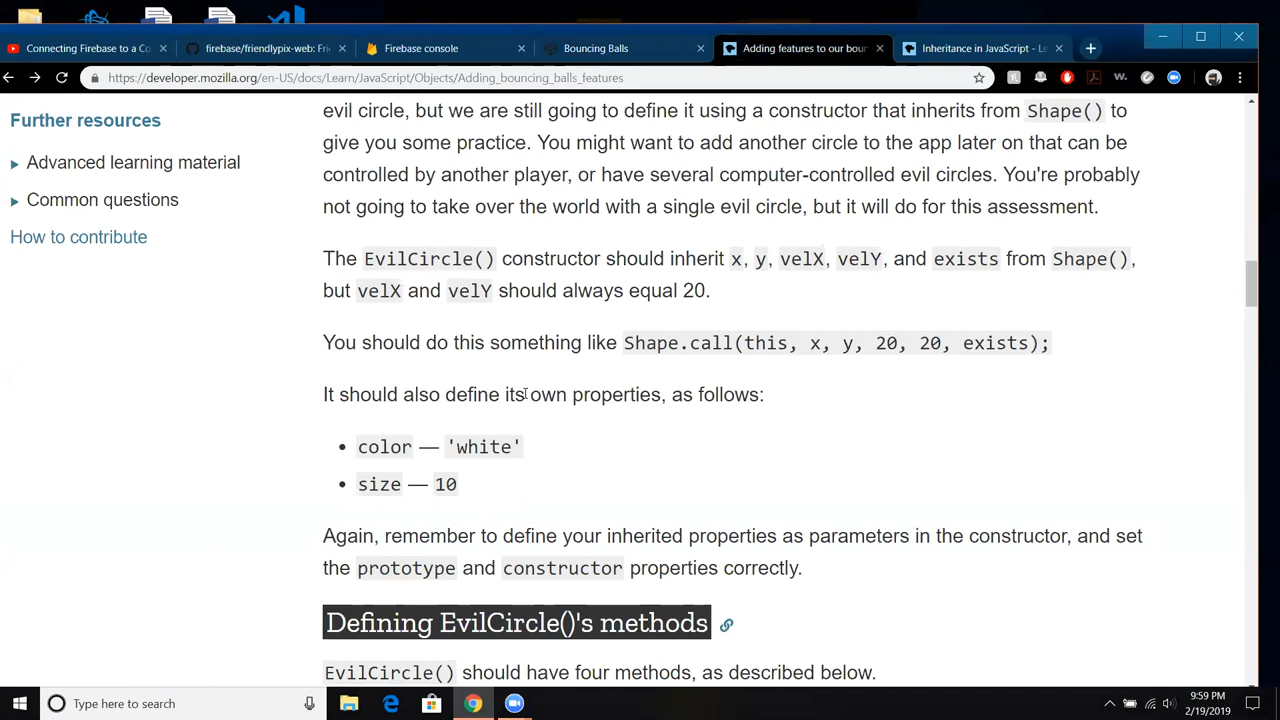 Connecting Firebase to a Co
firebase/friendlypix-web: Frie
Firebase console
Bouncing Balls
Adding features to our boun
Inheritance in JavaScript - Le
https://developer.mozilla.org/en-US/docs/Learn/JavaScript/Objects/Adding_bouncing_balls_features
Further resources
Advanced learning material
Common questions
How to contribute
evil circle, but we are still going to define it using a constructor that inherits from Shape() to
give you some practice. You might want to add another circle to the app later on that can be
controlled by another player, or have several computer-controlled evil circles. You're probably
not going to take over the world with a single evil circle, but it will do for this assessment.
The EvilCircle() constructor should inherit x, y, velX, velY, and exists from Shape(),
but velX and velY should always equal 20.
You should do this something like Shape.call(this, x, y, 20, 20, exists);
It should also define its own properties, as follows:
• color — 'white'
• size — 10
Again, remember to define your inherited properties as parameters in the constructor, and set
the prototype and constructor properties correctly.
Defining EvilCircle()'s methods
EvilCircle() should have four methods, as described below.
Type here to search
9:59 PM
2/19/2019